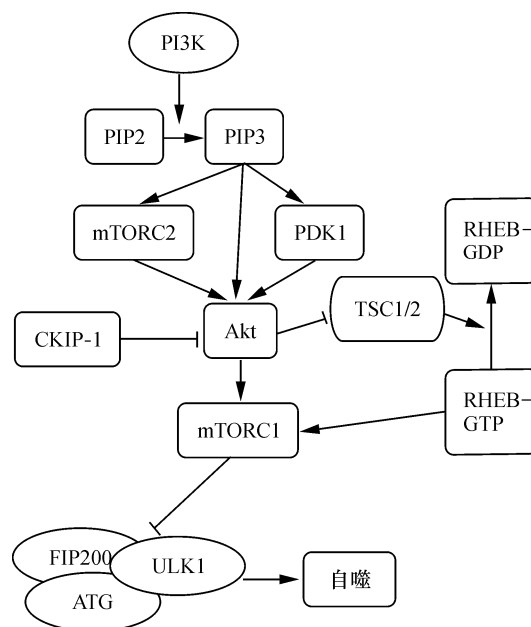 PI3K
PIP2
PIP3
mTORC2
PDK1
RHEB-
GDP
TSC1/2
CKIP-1
Akt
RHEB-
GTP
mTORC1
FIP200
ULK1
ATG
自噬